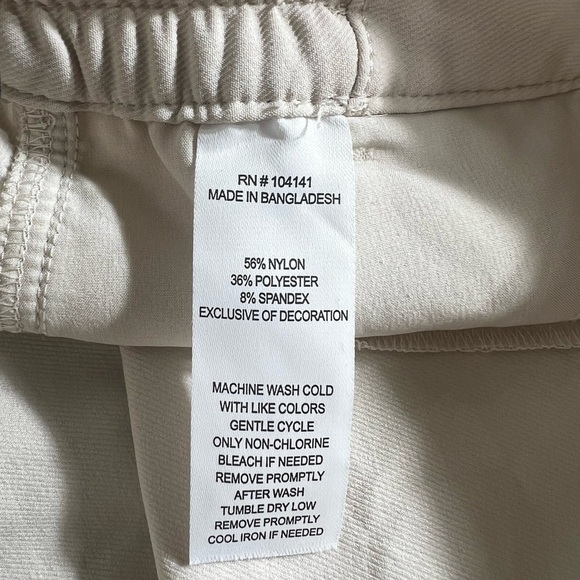 RN # 104141
MADE IN BANGLADESH
56% NYLON
36% POLYESTER
8% SPANDEX
EXCLUSIVE OF DECORATION
MACHINE WASH COLD
WITH LIKE COLORS
GENTLE CYCLE
ONLY NON-CHLORINE
BLEACH IF NEEDED
REMOVE PROMPTLY
AFTER WASH
TUMBLE DRY LOW
REMOVE PROMPTLY
COOL IRON IF NEEDED